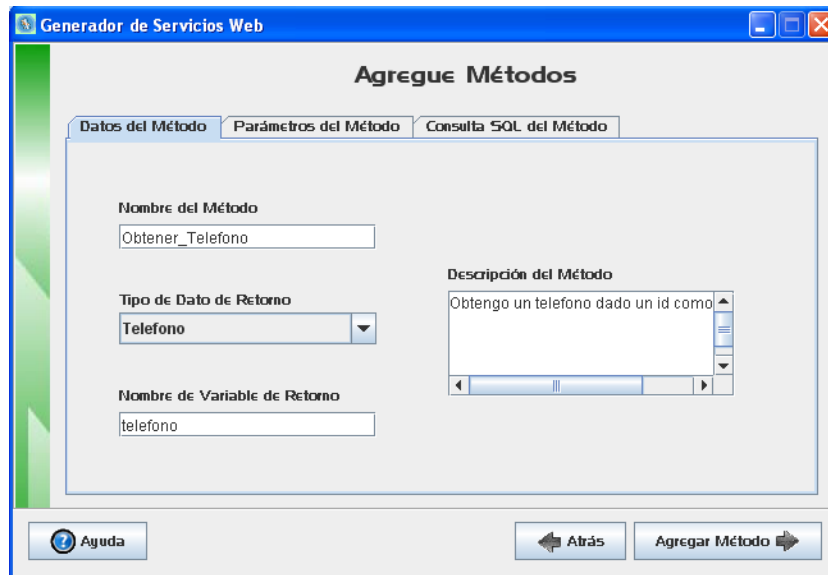 Generador de Servicios Web
Agregue Métodos
Datos del Método
Parámetros del Método
Consulta SQL del Método
Nombre del Método
Obtener_Telefono
Descripción del Método
Obtengo un telefono dado un id como
Tipo de Dato de Retorno
Telefono
Nombre de Variable de Retorno
telefono
Ayuda
Atrás
Agregar Método